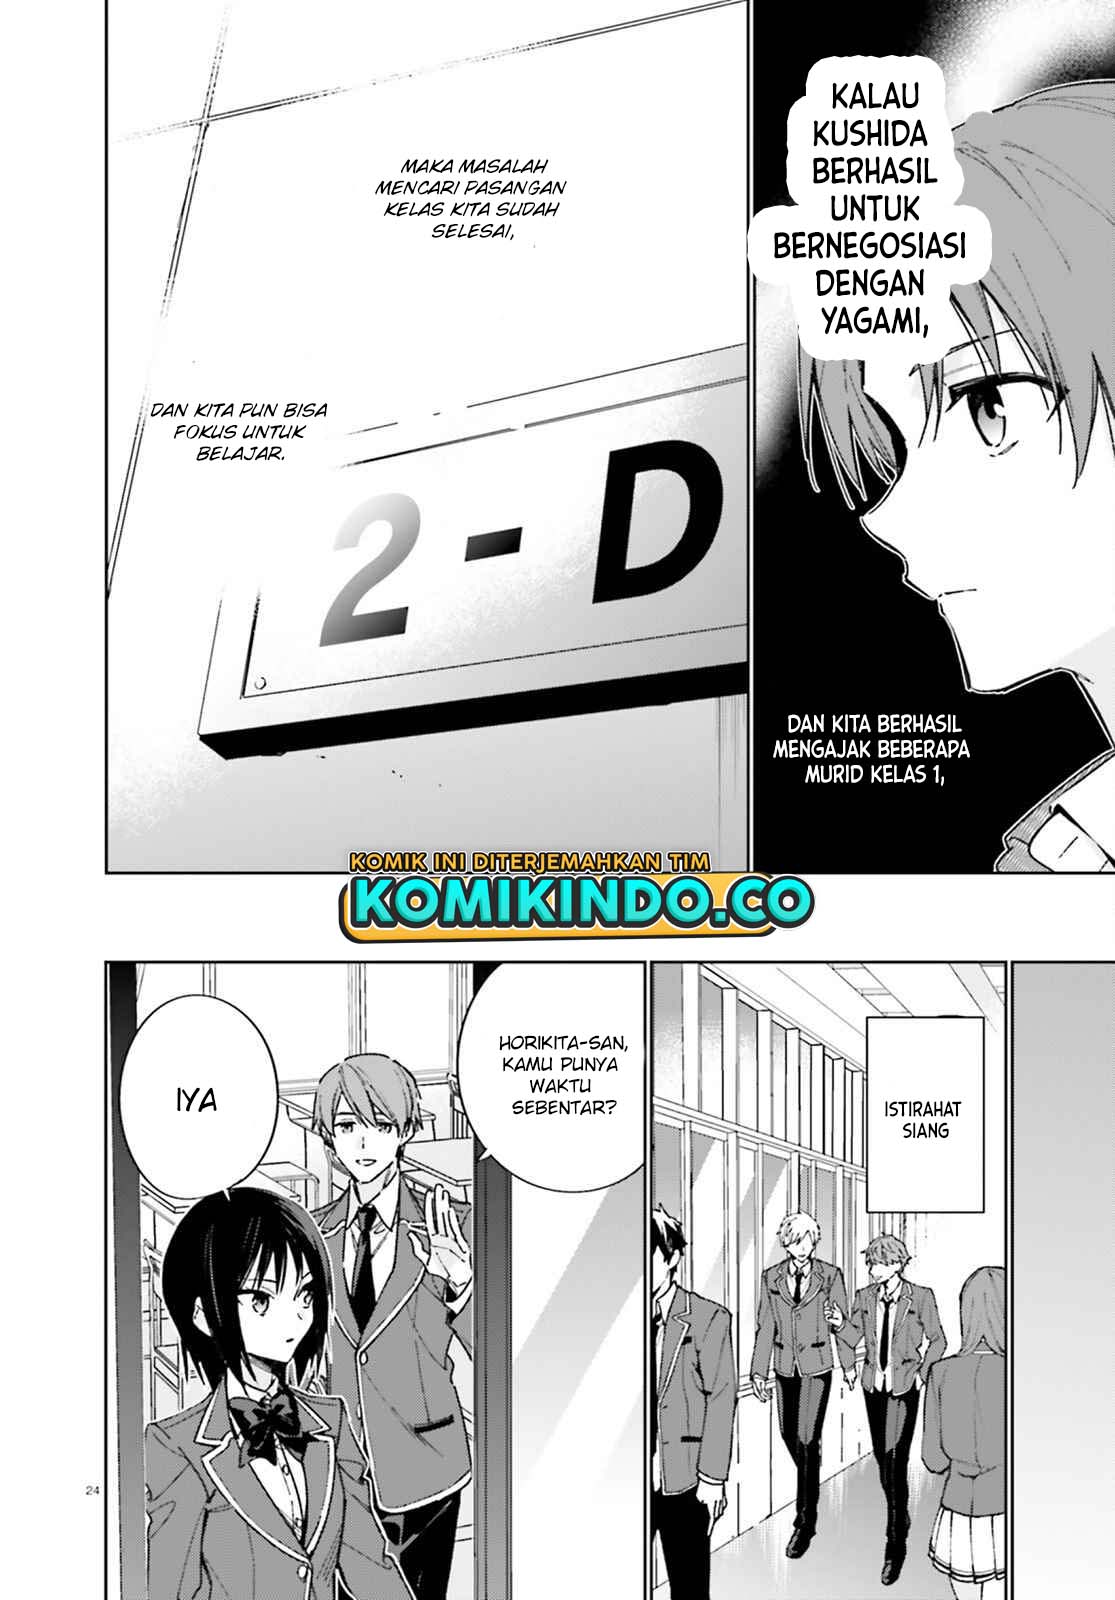 KALAU
KUSHIDA
BERHASIL
UNTUK
BERNEGOSIASI
DENGAN
YAGAMI,
DAN KITA BERHASIL
MENGAJAK BEBERAPA
MURID KELAS 1,
MAKA MASALAH
MENCARI PASANGAN
KELAS KITA SUDAH
SELESAI,
DAN KITA PUN BISA
FOKUS UNTUK
BELAJAR.
2-D
KOMIK INI DITERJEMAHKAN TIM
KOMIKINDO.CO
ISTIRAHAT
SIANG
HORIKITA-SAN,
KAMU PUNYA
WAKTU
SEBENTAR?
IYA
24